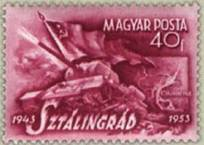 MAGYAR POSTA
40f
1943 SZTÁLINGRÁD 1953